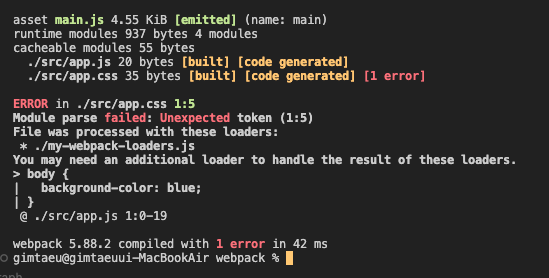 asset main.js 4.55 KiB [emitted] (name: main)
runtime modules 937 bytes 4 modules
cacheable modules 55 bytes
  ./src/app.js 20 bytes [built] [code generated]
  ./src/app.css 35 bytes [built] [code generated] [1 error]

ERROR in ./src/app.css 1:5
Module parse failed: Unexpected token (1:5)
File was processed with these loaders:
 * ./my-webpack-loaders.js
You may need an additional loader to handle the result of these loaders.
> body {
|   background-color: blue;
| }
 @ ./src/app.js 1:0-19

webpack 5.88.2 compiled with 1 error in 42 ms
gimtaeu@gimtaeuui-MacBookAir webpack %